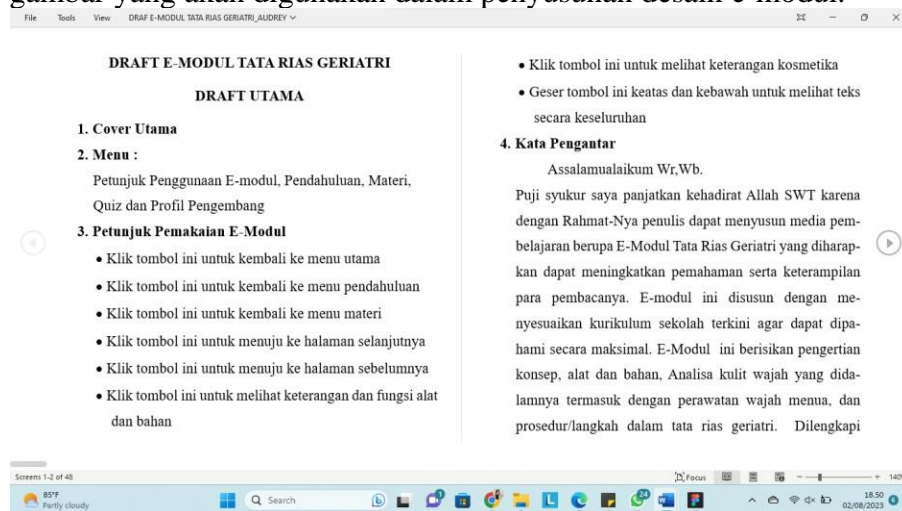 gambar yang akan digunakan dalam penyusunan desain e-modul.
File Tools View DRAF E-MODUL TATA RIAS GERIATRI_AUDREY
DRAFT E-MODUL TATA RIAS GERIATRI
DRAFT UTAMA
1. Cover Utama
2. Menu :
Petunjuk Penggunaan E-modul, Pendahuluan, Materi,
Quiz dan Profil Pengembang
3. Petunjuk Pemakaian E-Modul
• Klik tombol ini untuk kembali ke menu utama
• Klik tombol ini untuk kembali ke menu pendahuluan
• Klik tombol ini untuk kembali ke menu materi
• Klik tombol ini untuk menuju ke halaman selanjutnya
• Klik tombol ini untuk menuju ke halaman sebelumnya
• Klik tombol ini untuk melihat keterangan dan fungsi alat
dan bahan
• Klik tombol ini untuk melihat keterangan kosmetika
• Geser tombol ini keatas dan kebawah untuk melihat teks
secara keseluruhan
4. Kata Pengantar
Assalamualaikum Wr,Wb.
Puji syukur saya panjatkan kehadirat Allah SWT karena
dengan Rahmat-Nya penulis dapat menyusun media pem-
belajaran berupa E-Modul Tata Rias Geriatri yang diharap-
kan dapat meningkatkan pemahaman serta keterampilan
para pembacanya. E-modul ini disusun dengan me-
nyesuaikan kurikulum sekolah terkini agar dapat dipa-
hami secara maksimal. E-Modul ini berisikan pengertian
konsep, alat dan bahan, Analisa kulit wajah yang dida-
lamnya termasuk dengan perawatan wajah menua, dan
prosedur/langkah dalam tata rias geriatri. Dilengkapi
Screens 1-2 of 48
Focus
85°F
Partly cloudy
Search
24
18.50
02/08/2023